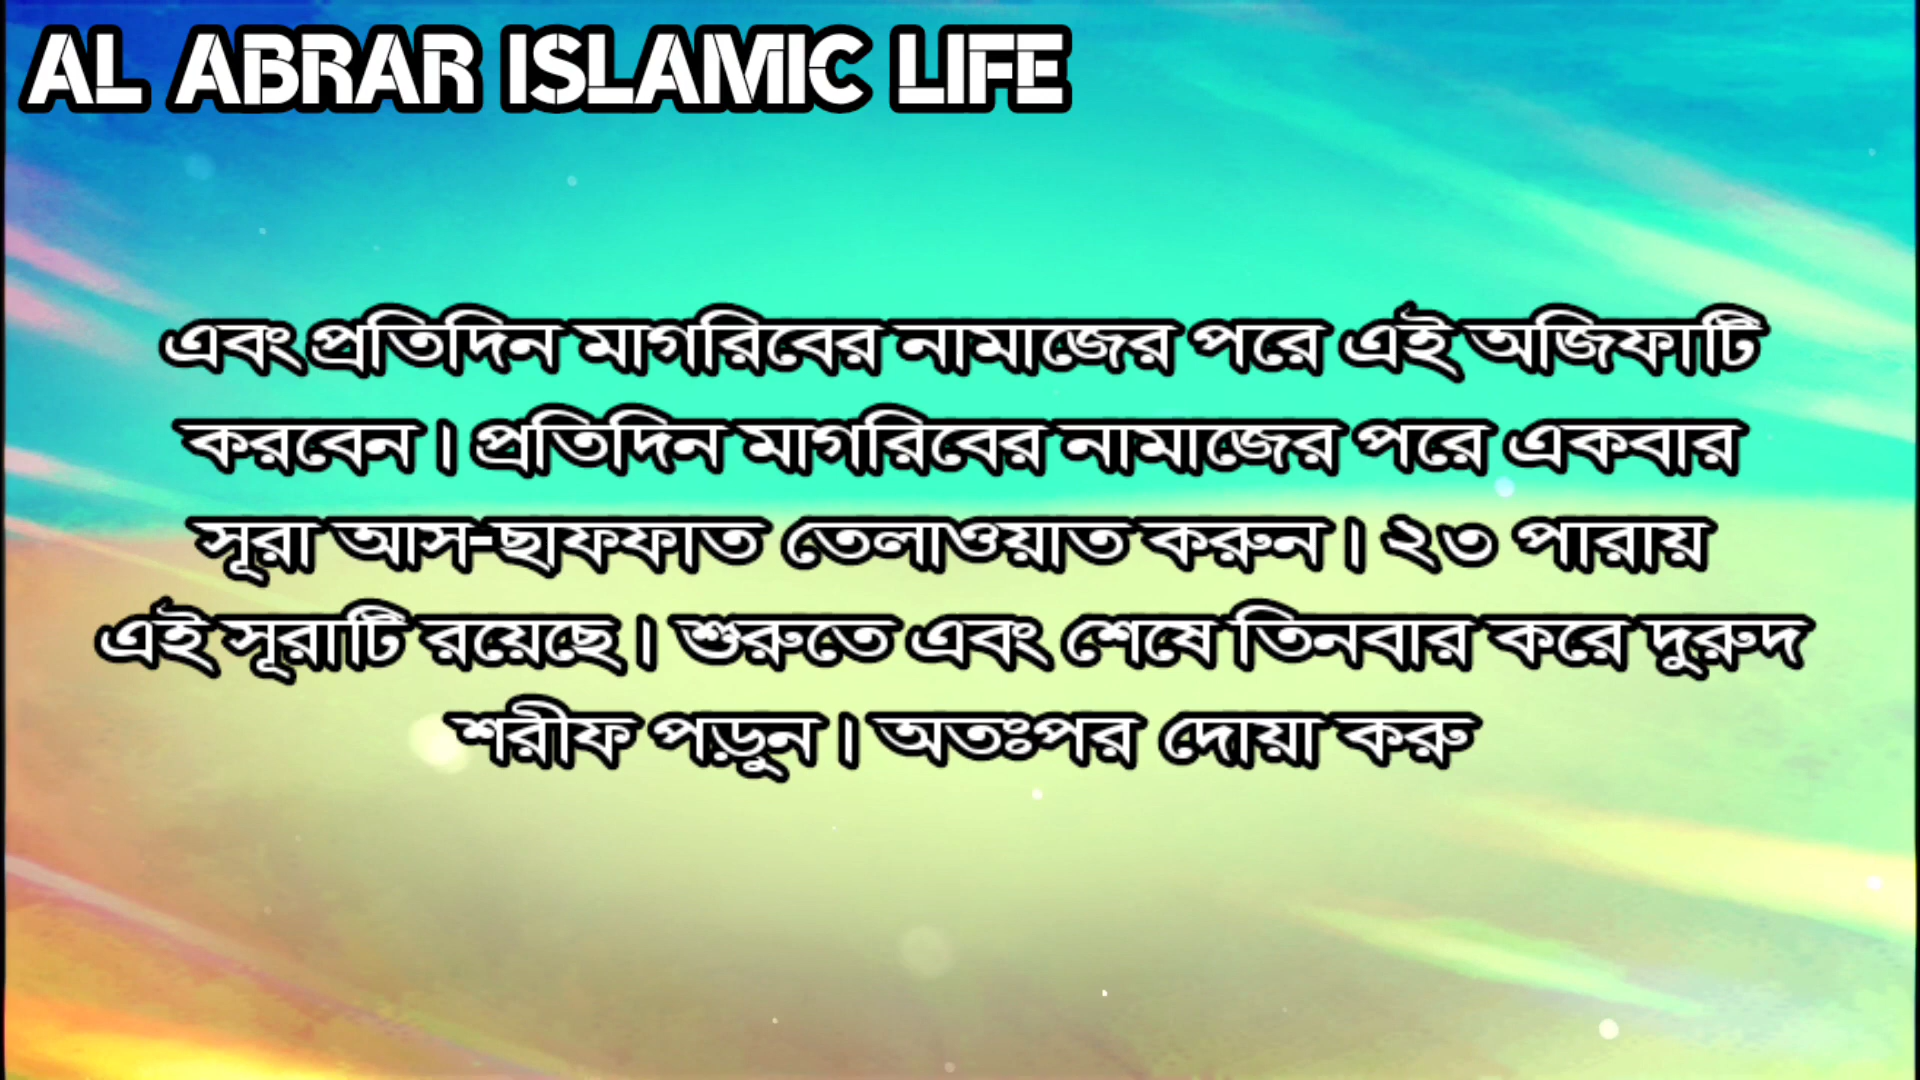 AL ABRAR ISLAMIC LIFE
এবং প্রতিদিন মাগরিবের নামাজের পরে এই অজিফাটি
করবেন। প্রতিদিন মাগরিবের নামাজের পরে একবার
সূরা আস-ছাফফাত তেলাওয়াত করুন। ২৩ পারায়
এই সূরাটি রয়েছে। শুরুতে এবং শেষে তিনবার করে দুরুদ
শরীফ পড়ুন। অতঃপর দোয়া করু